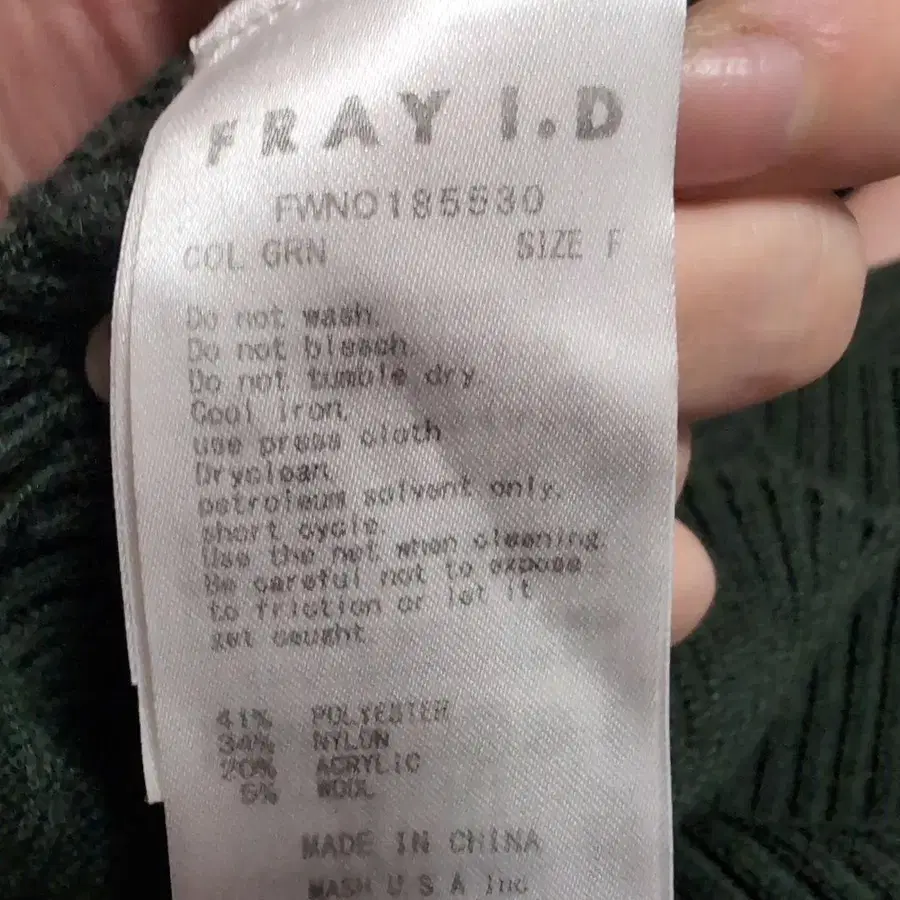 FRAY I.D
FWNO185530
COL GRN SIZE F
Do not wash.
Do not bleach.
Do not tumble dry.
Cool iron.
use press cloth
Dryclean.
petroleum solvent only.
short cycle.
Use the net when cleaning.
Be careful not to expose
to friction or let it
get caught
41% POLYESTER
34% NYLON
20% ACRYLIC
5% WOOL
MADE IN CHINA
MASH U S A Inc